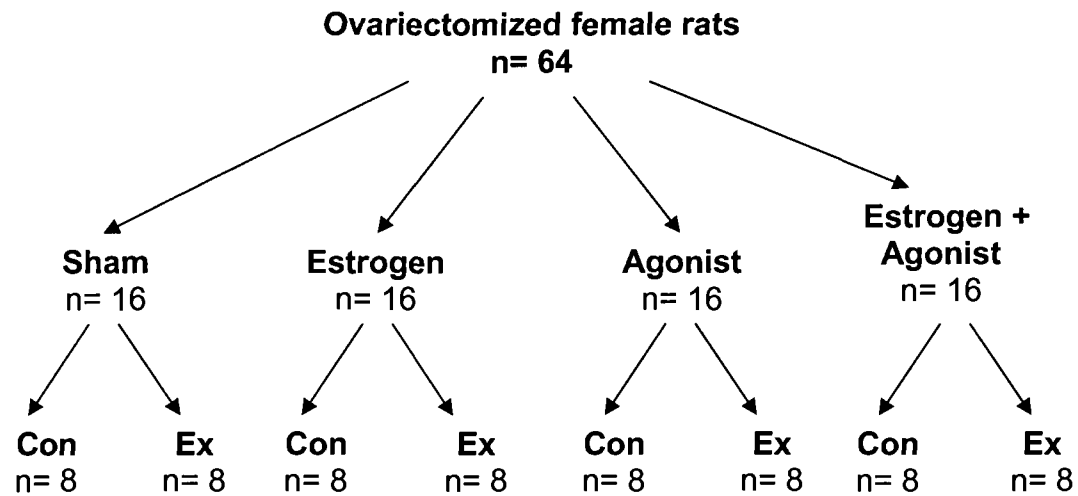 Ovariectomized female rats
n= 64
Estrogen +
Agonist
n= 16
Sham
n= 16
Estrogen
n= 16
Agonist
n= 16
Con
n= 8
Ex
n= 8
Con
n= 8
Ex
n= 8
Con
n= 8
Ex
n= 8
Con
n= 8
Ex
n= 8